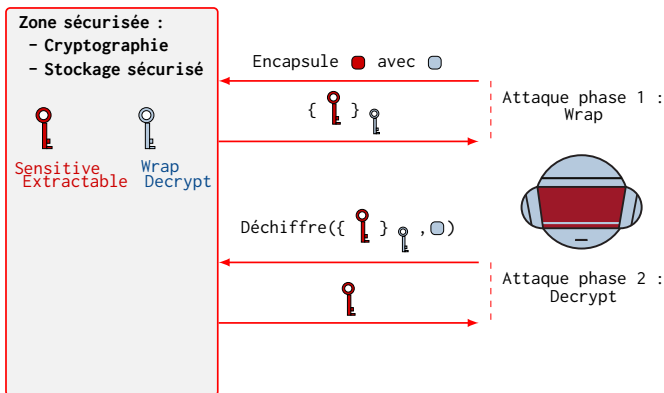 Zone sécurisée :
– Cryptographie
– Stockage sécurisé
Sensitive
Extractable
Wrap
Decrypt
Encapsule avec
{ }
Attaque phase 1 :
Wrap
Déchiffre({ } , )
Attaque phase 2 :
Decrypt